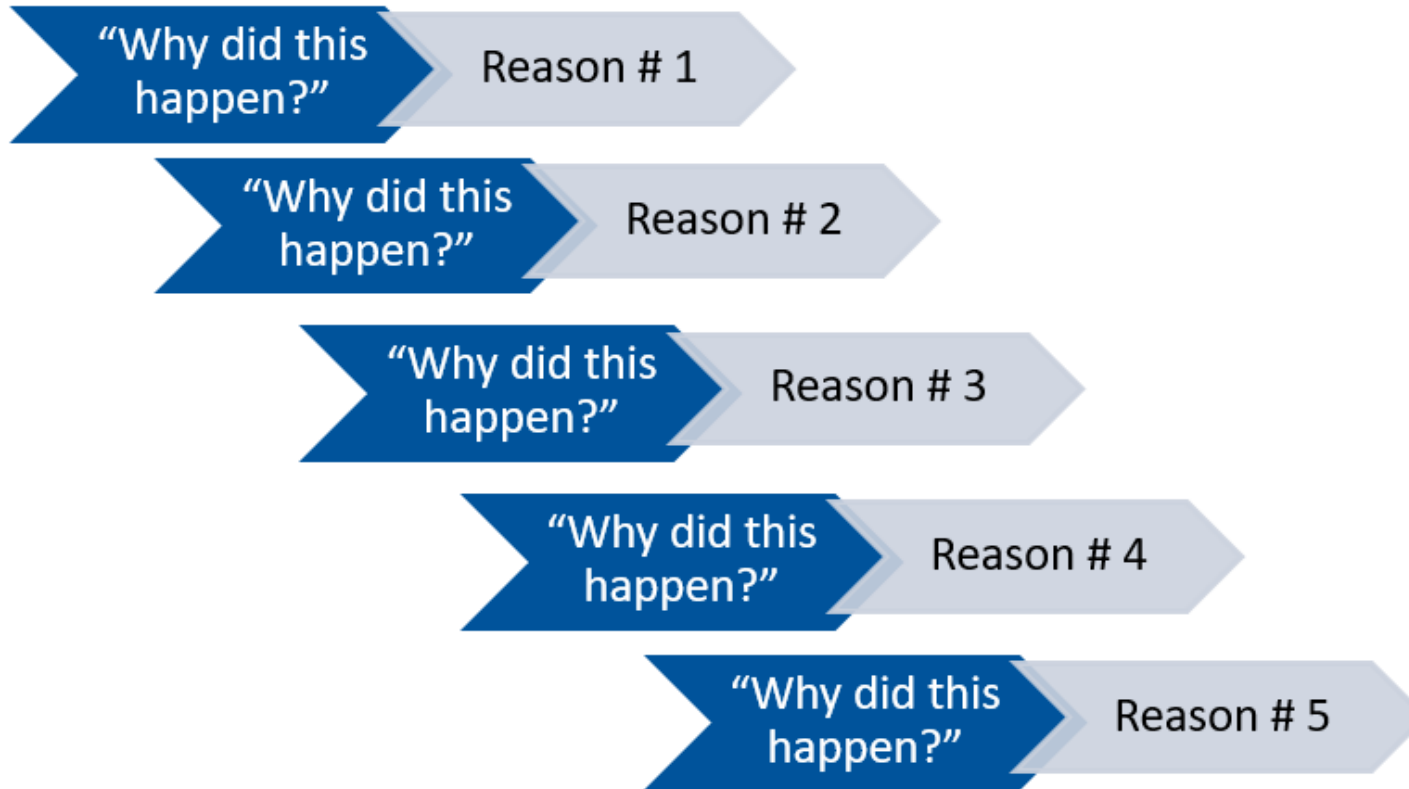 “Why did this
happen?”
Reason # 1
“Why did this
happen?”
Reason # 2
“Why did this
happen?”
Reason # 3
“Why did this
happen?”
Reason # 4
“Why did this
happen?”
Reason # 5